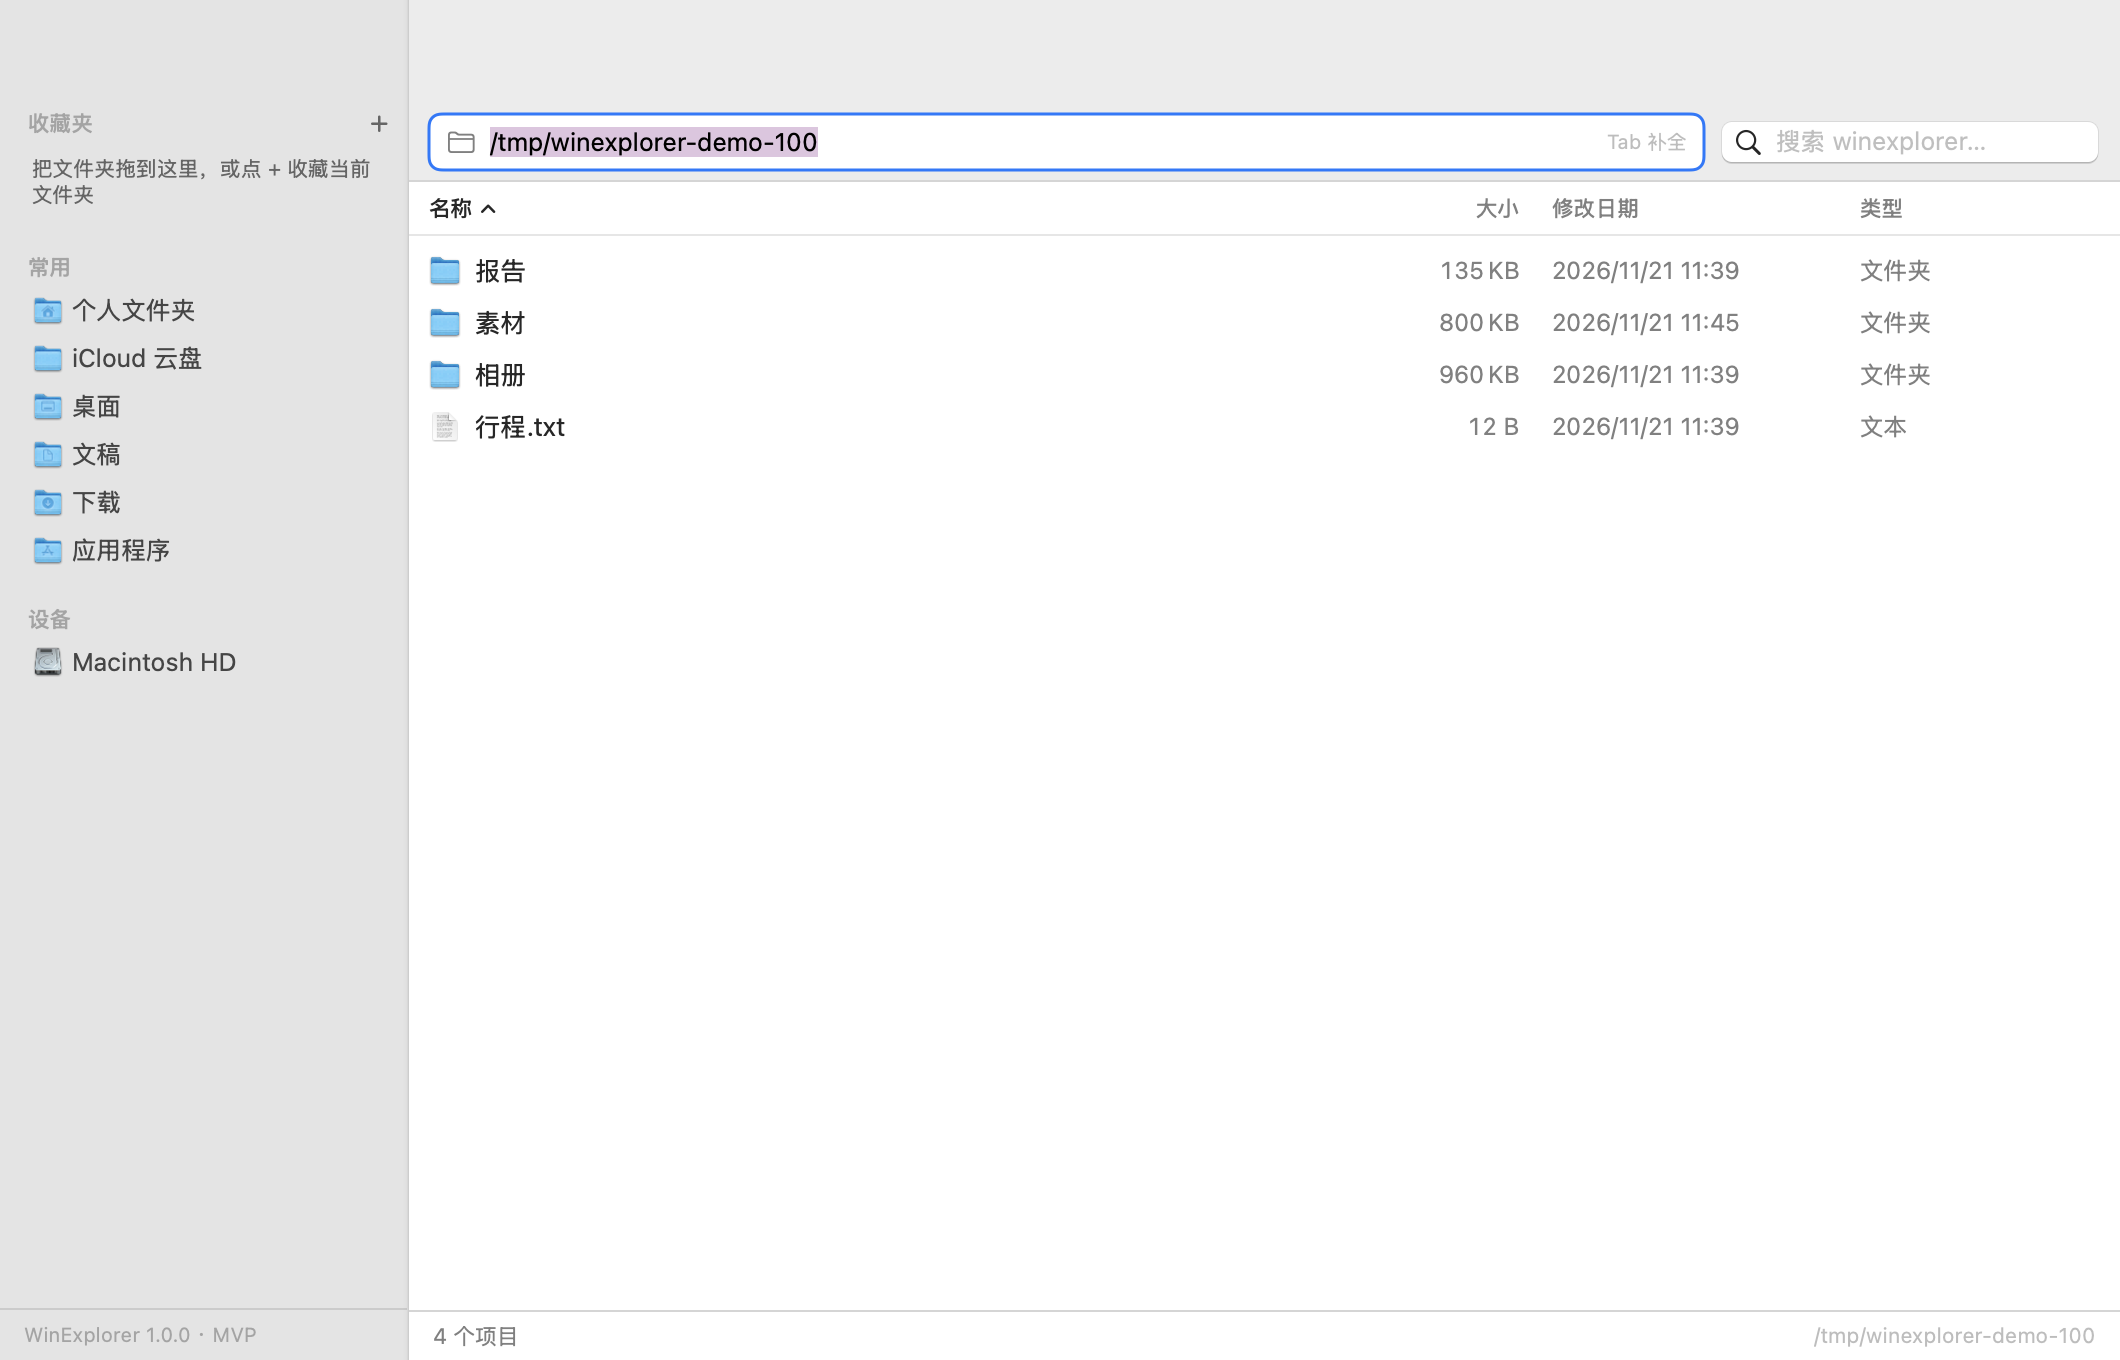 收藏夹 +
把文件夹拖到这里，或点 + 收藏当前
文件夹
常用
个人文件夹
iCloud 云盘
桌面
文稿
下载
应用程序
设备
Macintosh HD
WinExplorer 1.0.0 · MVP
/tmp/winexplorer-demo-100 Tab 补全
搜索 winexplorer...
名称 大小 修改日期 类型
报告 135 KB 2026/11/21 11:39 文件夹
素材 800 KB 2026/11/21 11:45 文件夹
相册 960 KB 2026/11/21 11:39 文件夹
行程.txt 12 B 2026/11/21 11:39 文本
4 个项目 /tmp/winexplorer-demo-100